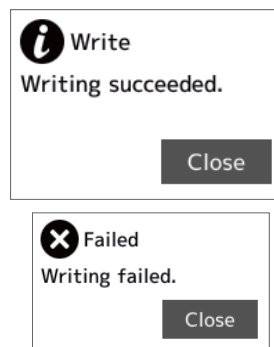 Write
Writing succeeded.
Close
Failed
Writing failed.
Close